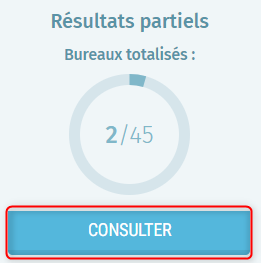 Résultats partiels
Bureaux totalisés :
2/45
CONSULTER